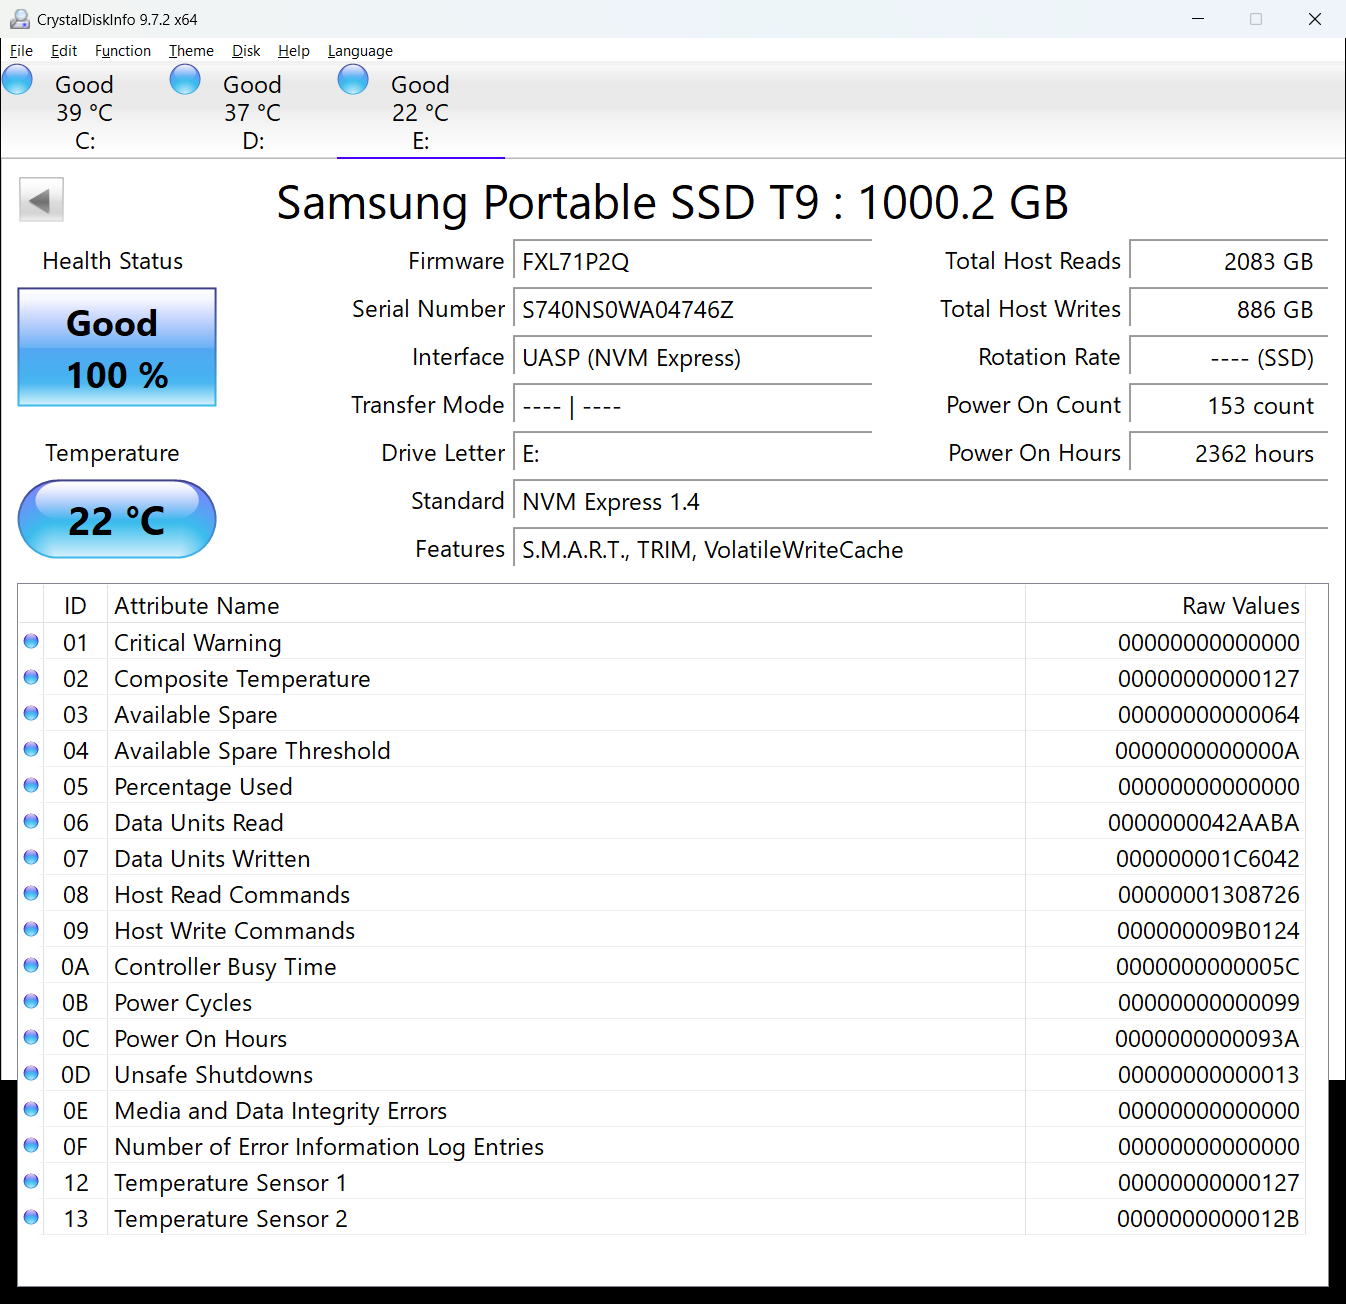 CrystalDiskInfo 9.7.2 x64
File Edit Function Theme Disk Help Language
Good Good Good
39 °C 37 °C 22 °C
C: D: E:
Samsung Portable SSD T9 : 1000.2 GB
Health Status
Good
100 %
Temperature
22 °C
Firmware FXL71P2Q
Serial Number S740NS0WA04746Z
Interface UASP (NVM Express)
Transfer Mode ---- | ----
Drive Letter E:
Standard NVM Express 1.4
Features S.M.A.R.T., TRIM, VolatileWriteCache
Total Host Reads 2083 GB
Total Host Writes 886 GB
Rotation Rate ---- (SSD)
Power On Count 153 count
Power On Hours 2362 hours
ID Attribute Name Raw Values
01 Critical Warning 00000000000000
02 Composite Temperature 00000000000127
03 Available Spare 00000000000064
04 Available Spare Threshold 0000000000000A
05 Percentage Used 00000000000000
06 Data Units Read 0000000042AABA
07 Data Units Written 000000001C6042
08 Host Read Commands 00000001308726
09 Host Write Commands 000000009B0124
0A Controller Busy Time 0000000000005C
0B Power Cycles 00000000000099
0C Power On Hours 0000000000093A
0D Unsafe Shutdowns 00000000000013
0E Media and Data Integrity Errors 00000000000000
0F Number of Error Information Log Entries 00000000000000
12 Temperature Sensor 1 00000000000127
13 Temperature Sensor 2 0000000000012B